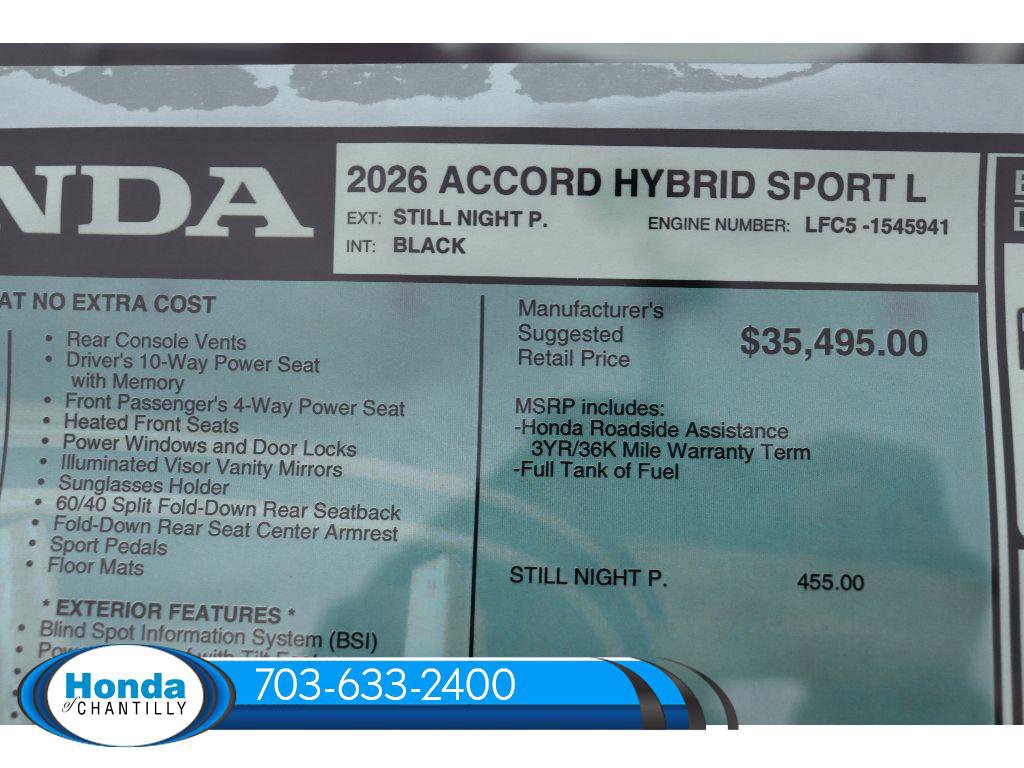 NDA
2026 ACCORD HYBRID SPORT L
EXT: STILL NIGHT P. ENGINE NUMBER: LFC5 -1545941
INT: BLACK
AT NO EXTRA COST
• Rear Console Vents
• Driver's 10-Way Power Seat
with Memory
• Front Passenger's 4-Way Power Seat
• Heated Front Seats
• Power Windows and Door Locks
• Illuminated Visor Vanity Mirrors
• Sunglasses Holder
• 60/40 Split Fold-Down Rear Seatback
• Fold-Down Rear Seat Center Armrest
• Sport Pedals
• Floor Mats
* EXTERIOR FEATURES *
• Blind Spot Information System (BSI)
Manufacturer's
Suggested
Retail Price $35,495.00
MSRP includes:
-Honda Roadside Assistance
3YR/36K Mile Warranty Term
-Full Tank of Fuel
STILL NIGHT P. 455.00
Honda
of CHANTILLY
703-633-2400